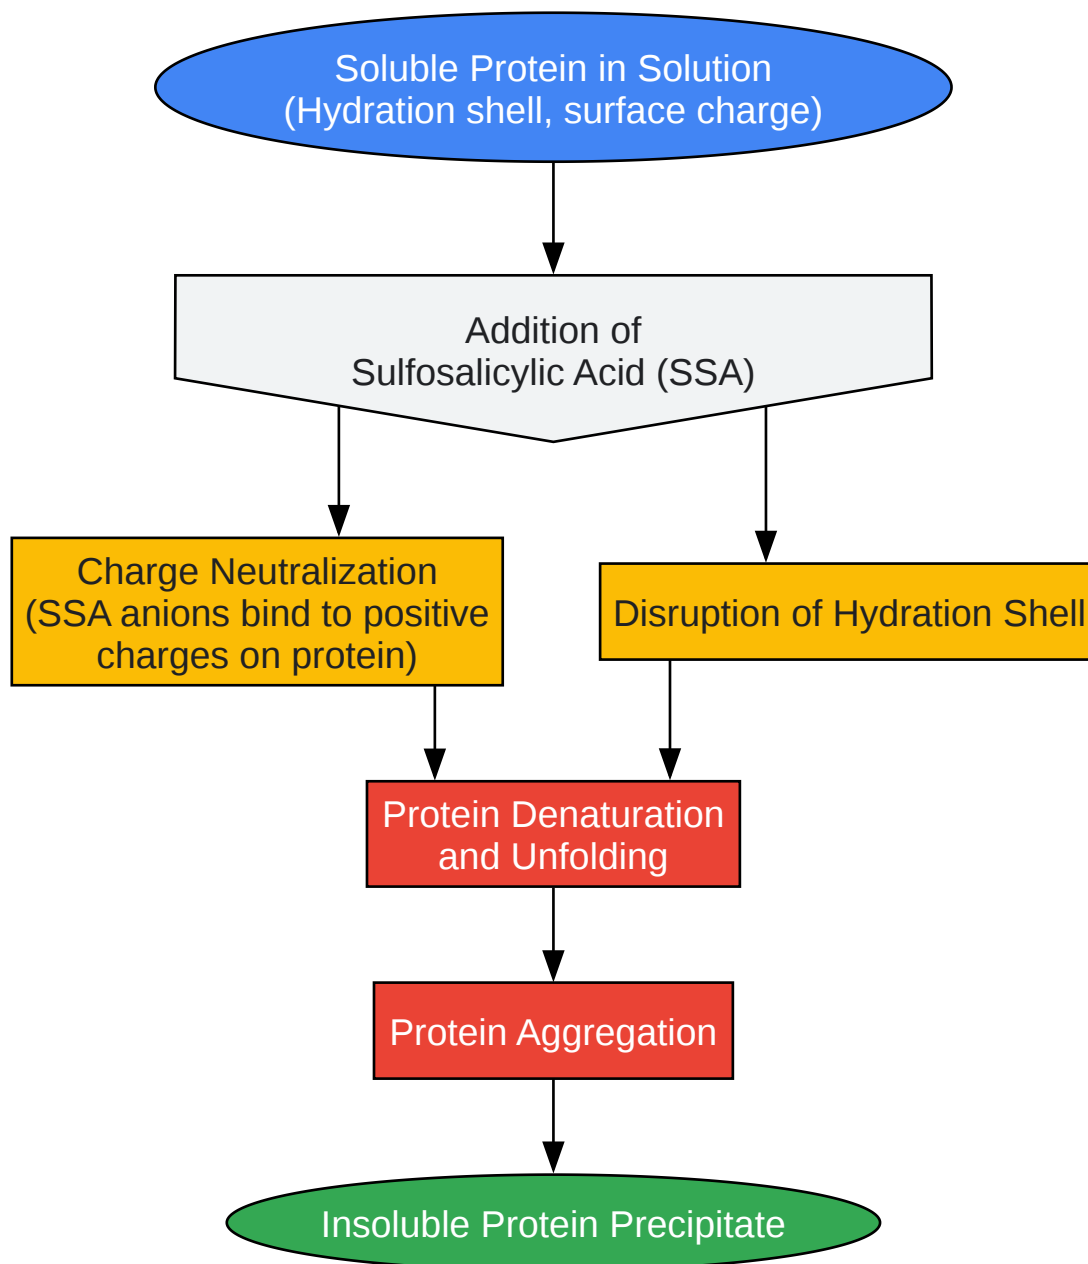 Soluble Protein in Solution
(Hydration shell, surface charge)
Addition of
Sulfosalicylic Acid (SSA)
Charge Neutralization
(SSA anions bind to positive
charges on protein)
Disruption of Hydration Shell
Protein Denaturation
and Unfolding
Protein Aggregation
Insoluble Protein Precipitate